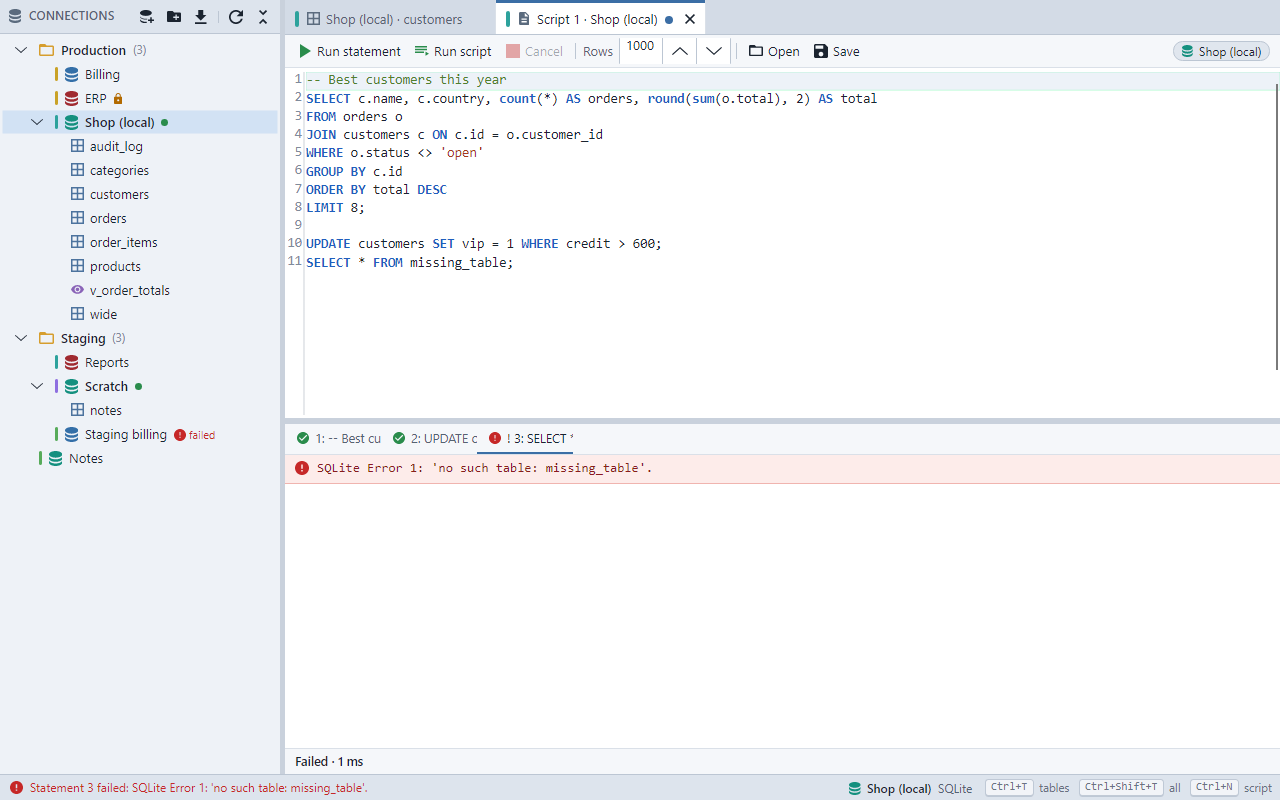 CONNECTIONS
Production (3)
Billing
ERP
Shop (local)
audit_log
categories
customers
orders
order_items
products
v_order_totals
wide
Staging (3)
Reports
Scratch
notes
Staging billing failed
Notes
Shop (local) · customers
Script 1 · Shop (local)
Run statement Run script Cancel Rows 1000 Open Save Shop (local)
1 -- Best customers this year
2 SELECT c.name, c.country, count(*) AS orders, round(sum(o.total), 2) AS total
3 FROM orders o
4 JOIN customers c ON c.id = o.customer_id
5 WHERE o.status <> 'open'
6 GROUP BY c.id
7 ORDER BY total DESC
8 LIMIT 8;
9
10 UPDATE customers SET vip = 1 WHERE credit > 600;
11 SELECT * FROM missing_table;
1: -- Best cu 2: UPDATE c ! 3: SELECT *
SQLite Error 1: 'no such table: missing_table'.
Failed · 1 ms
Statement 3 failed: SQLite Error 1: 'no such table: missing_table'. Shop (local) SQLite Ctrl+T tables Ctrl+Shift+T all Ctrl+N script